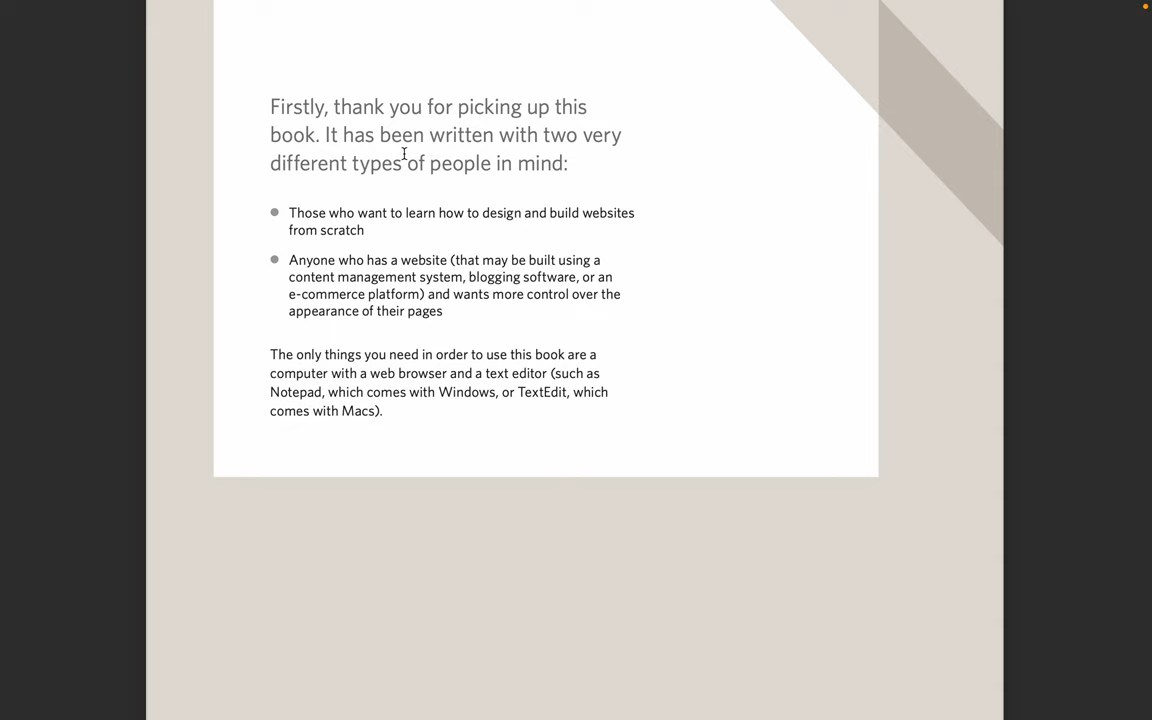 Firstly, thank you for picking up this
book. It has been written with two very
different types of people in mind:
Those who want to learn how to design and build websites
from scratch
Anyone who has a website (that may be built using a
content management system, blogging software, or an
e-commerce platform) and wants more control over the
appearance of their pages
The only things you need in order to use this book are a
computer with a web browser and a text editor (such as
Notepad, which comes with Windows, or TextEdit, which
comes with Macs).